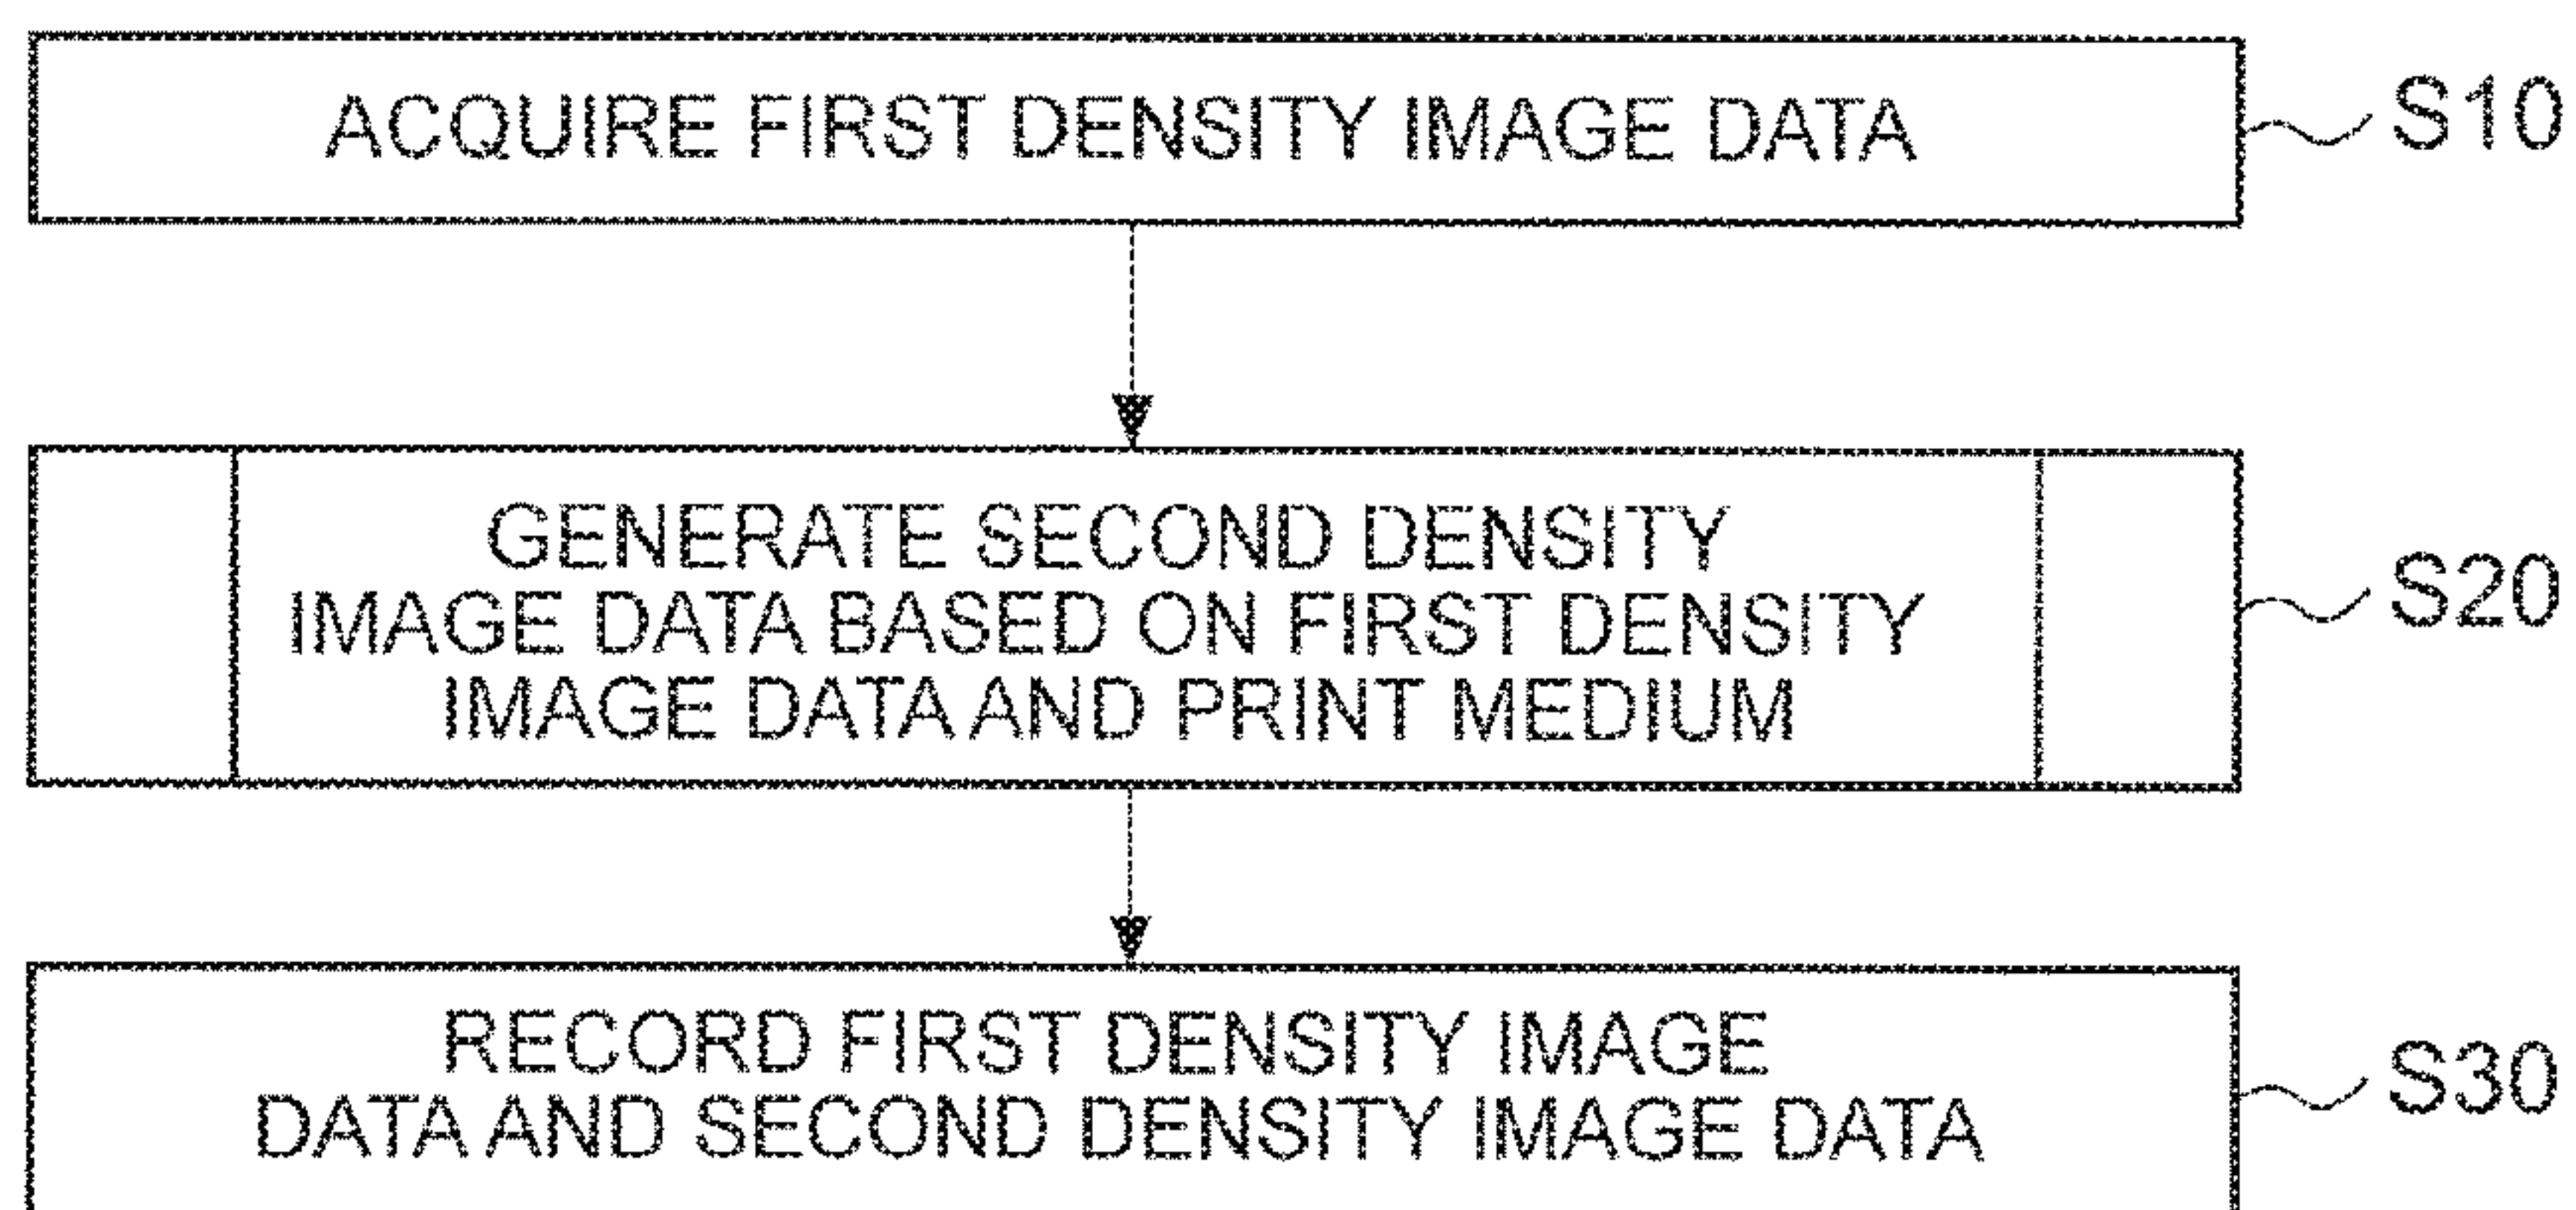 ACQUIRE FIRST DENSITY IMAGE DATA
S10
GENERATE SECOND DENSITY
IMAGE DATA BASED ON FIRST DENSITY
IMAGE DATA AND PRINT MEDIUM
S20
RECORD FIRST DENSITY IMAGE
DATA AND SECOND DENSITY IMAGE DATA
S30